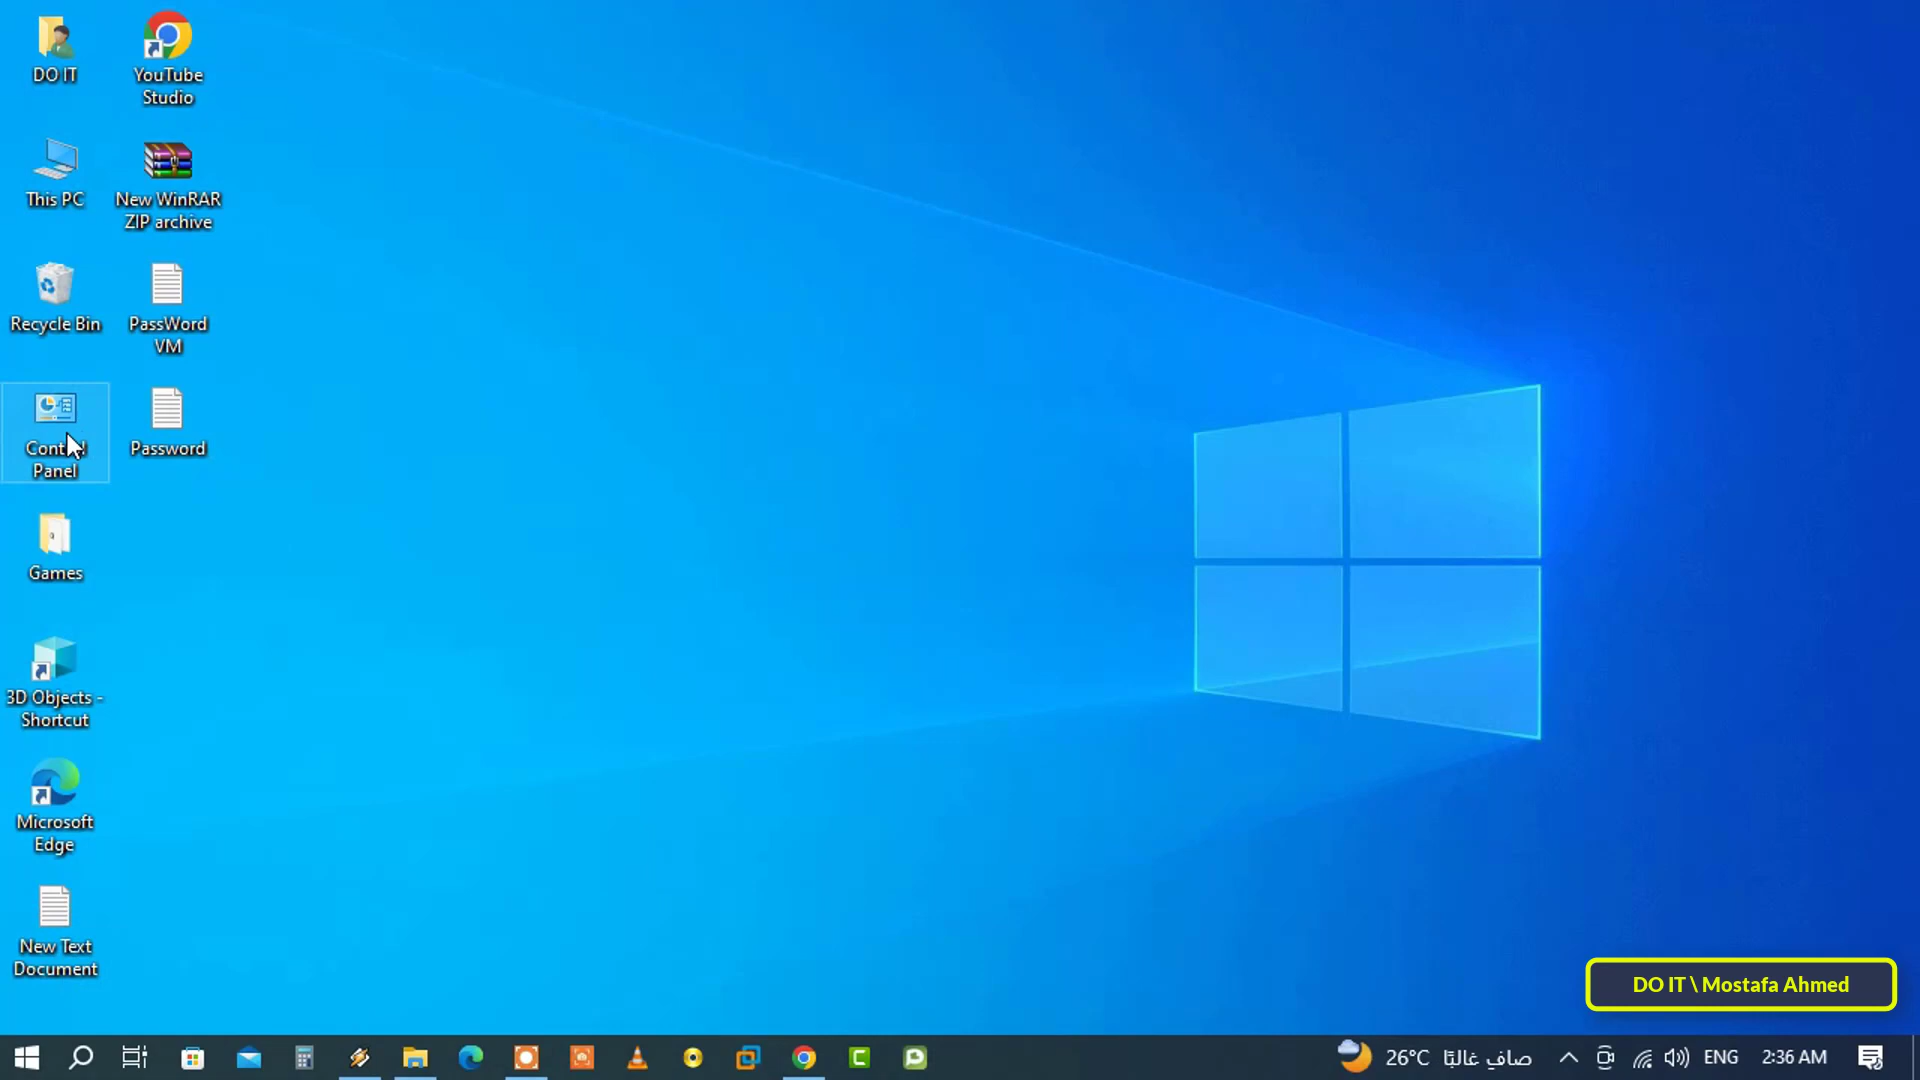 DO IT
YouTube
Studio
This PC
New WinRAR
ZIP archive
Recycle Bin
PassWord
VM
Panel
Password
Games
3D Objects -
Shortcut
Microsoft
Edge
New Text
Document
DO IT \ Mostafa Ahmed
26°C صافٍ غالبًا
ENG
2:36 AM